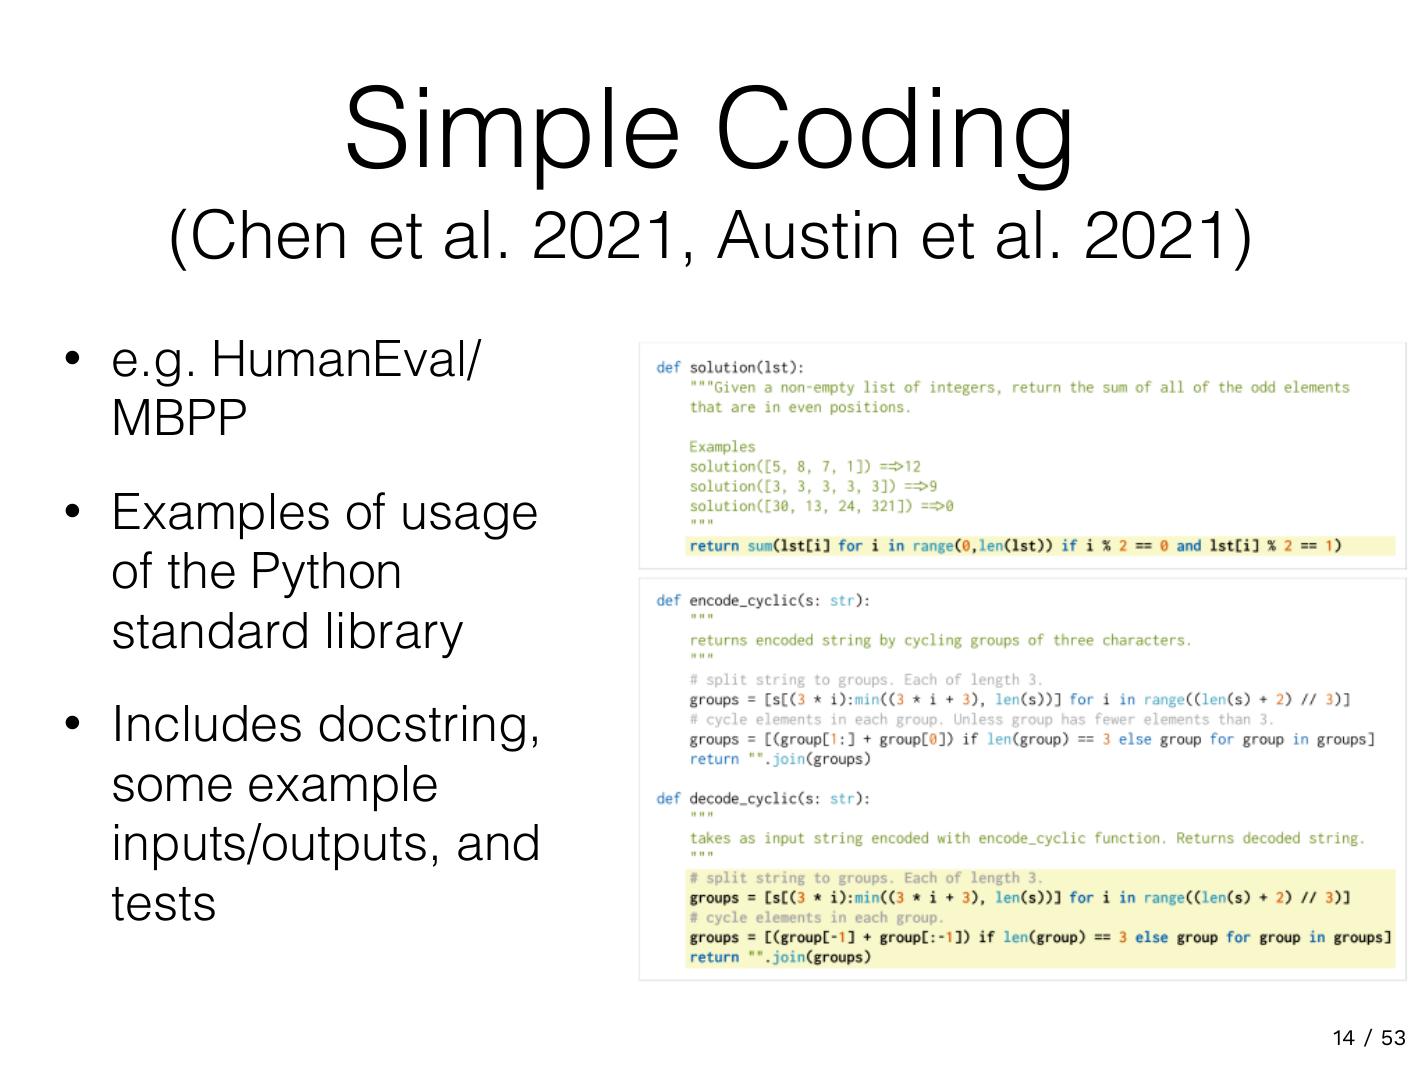 Simple Coding
(Chen et al. 2021, Austin et al. 2021)
• e.g. HumanEval/
MBPP
• Examples of usage
of the Python
standard library
• Includes docstring,
some example
inputs/outputs, and
tests
def solution(lst):
    """Given a non-empty list of integers, return the sum of all of the odd elements
    that are in even positions.
    Examples
    solution([5, 8, 7, 1]) ==>12
    solution([3, 3, 3, 3, 3]) ==>9
    solution([30, 13, 24, 321]) ==>0
    """
    return sum(lst[i] for i in range(0,len(lst)) if i % 2 == 0 and lst[i] % 2 == 1)
def encode_cyclic(s: str):
    """
    returns encoded string by cycling groups of three characters.
    """
    # split string to groups. Each of length 3.
    groups = [s[(3 * i):min((3 * i + 3), len(s))] for i in range((len(s) + 2) // 3)]
    # cycle elements in each group. Unless group has fewer elements than 3.
    groups = [(group[1:] + group[0]) if len(group) == 3 else group for group in groups]
    return "".join(groups)
def decode_cyclic(s: str):
    """
    takes as input string encoded with encode_cyclic function. Returns decoded string.
    """
    # split string to groups. Each of length 3.
    groups = [s[(3 * i):min((3 * i + 3), len(s))] for i in range((len(s) + 2) // 3)]
    # cycle elements in each group.
    groups = [(group[-1] + group[:-1]) if len(group) == 3 else group for group in groups]
    return "".join(groups)
14 / 53